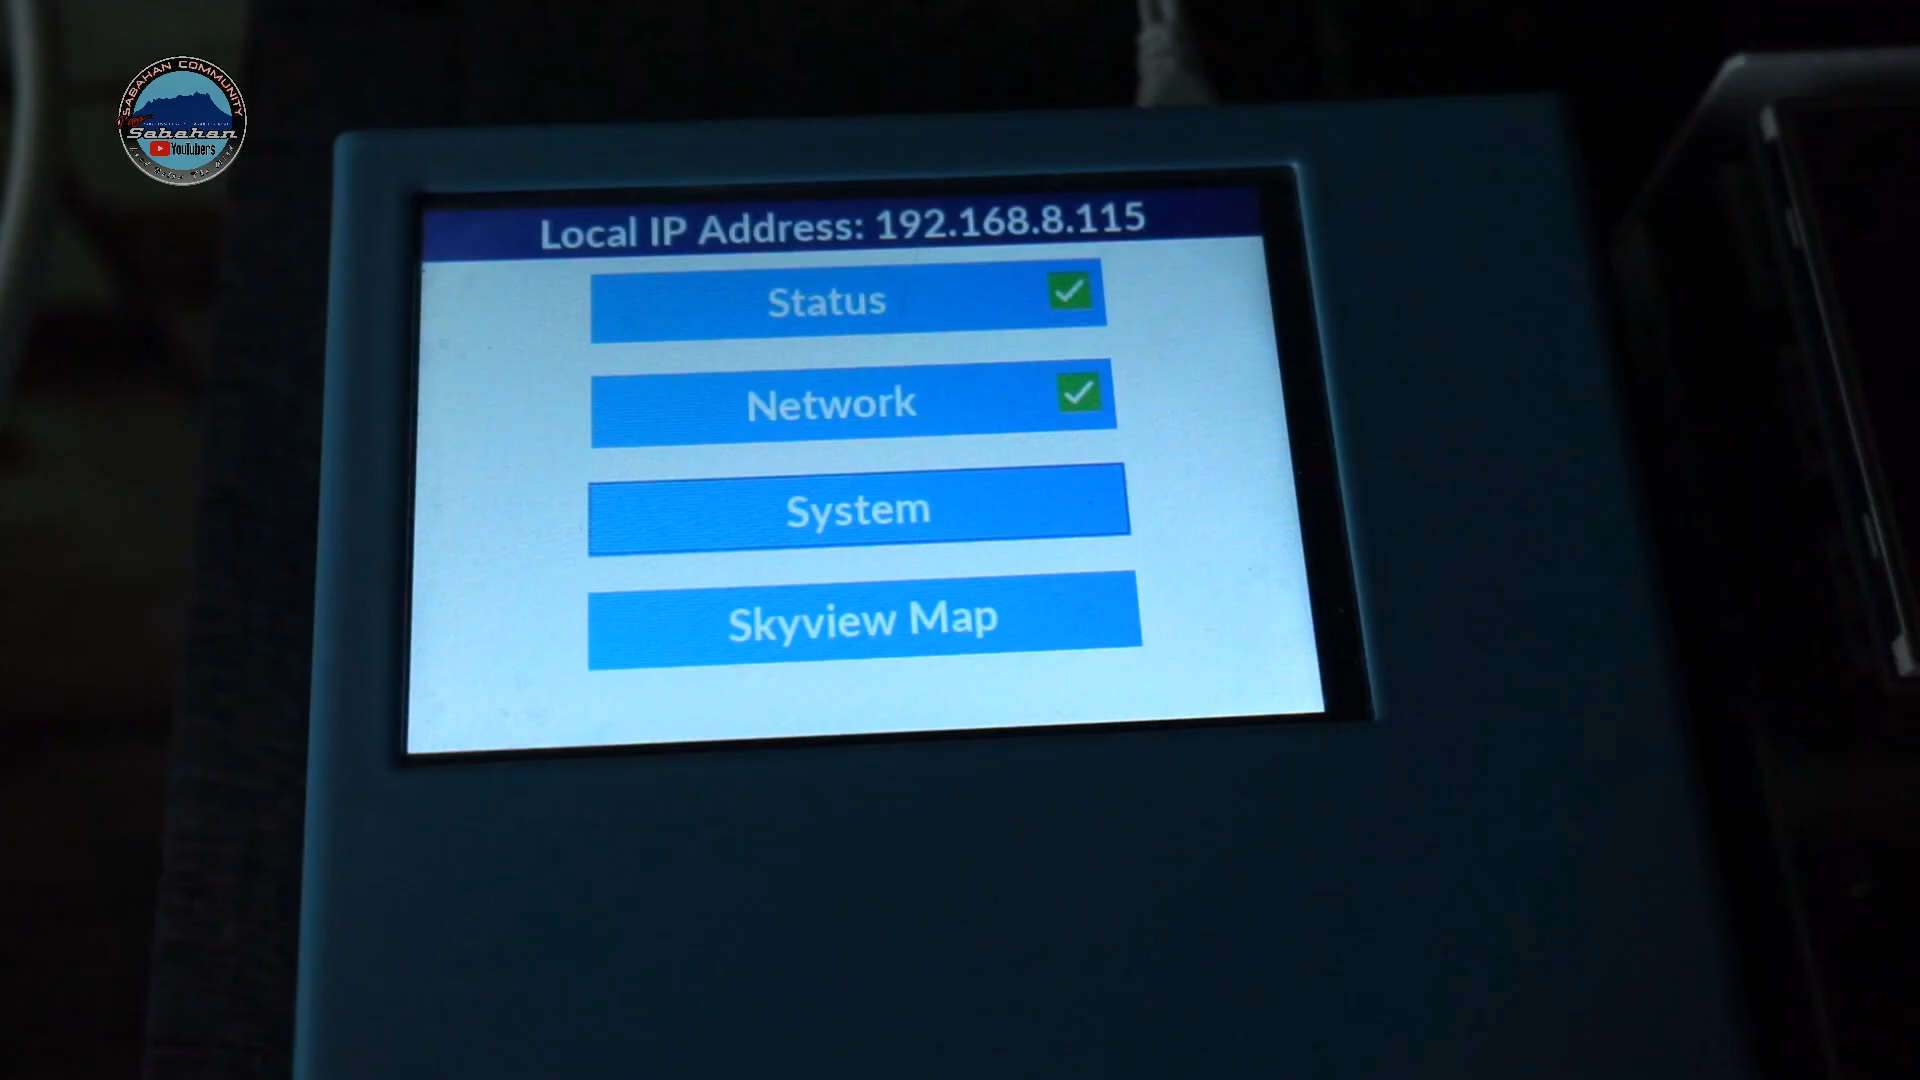 SABAHAN COMMUNITY
Sabahan
YouTubers
Local IP Address: 192.168.8.115
Status
Network
System
Skyview Map